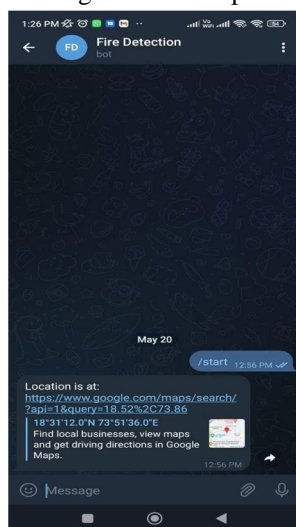 1:26 PM
FD
Fire Detection
bot
May 20
/start 12:56 PM
Location is at:
https://www.google.com/maps/search/
?api=1&query=18.52%2C73.86
18°31'12.0"N 73°51'36.0"E
Find local businesses, view maps
and get driving directions in Google
Maps.
12:56 PM
Message